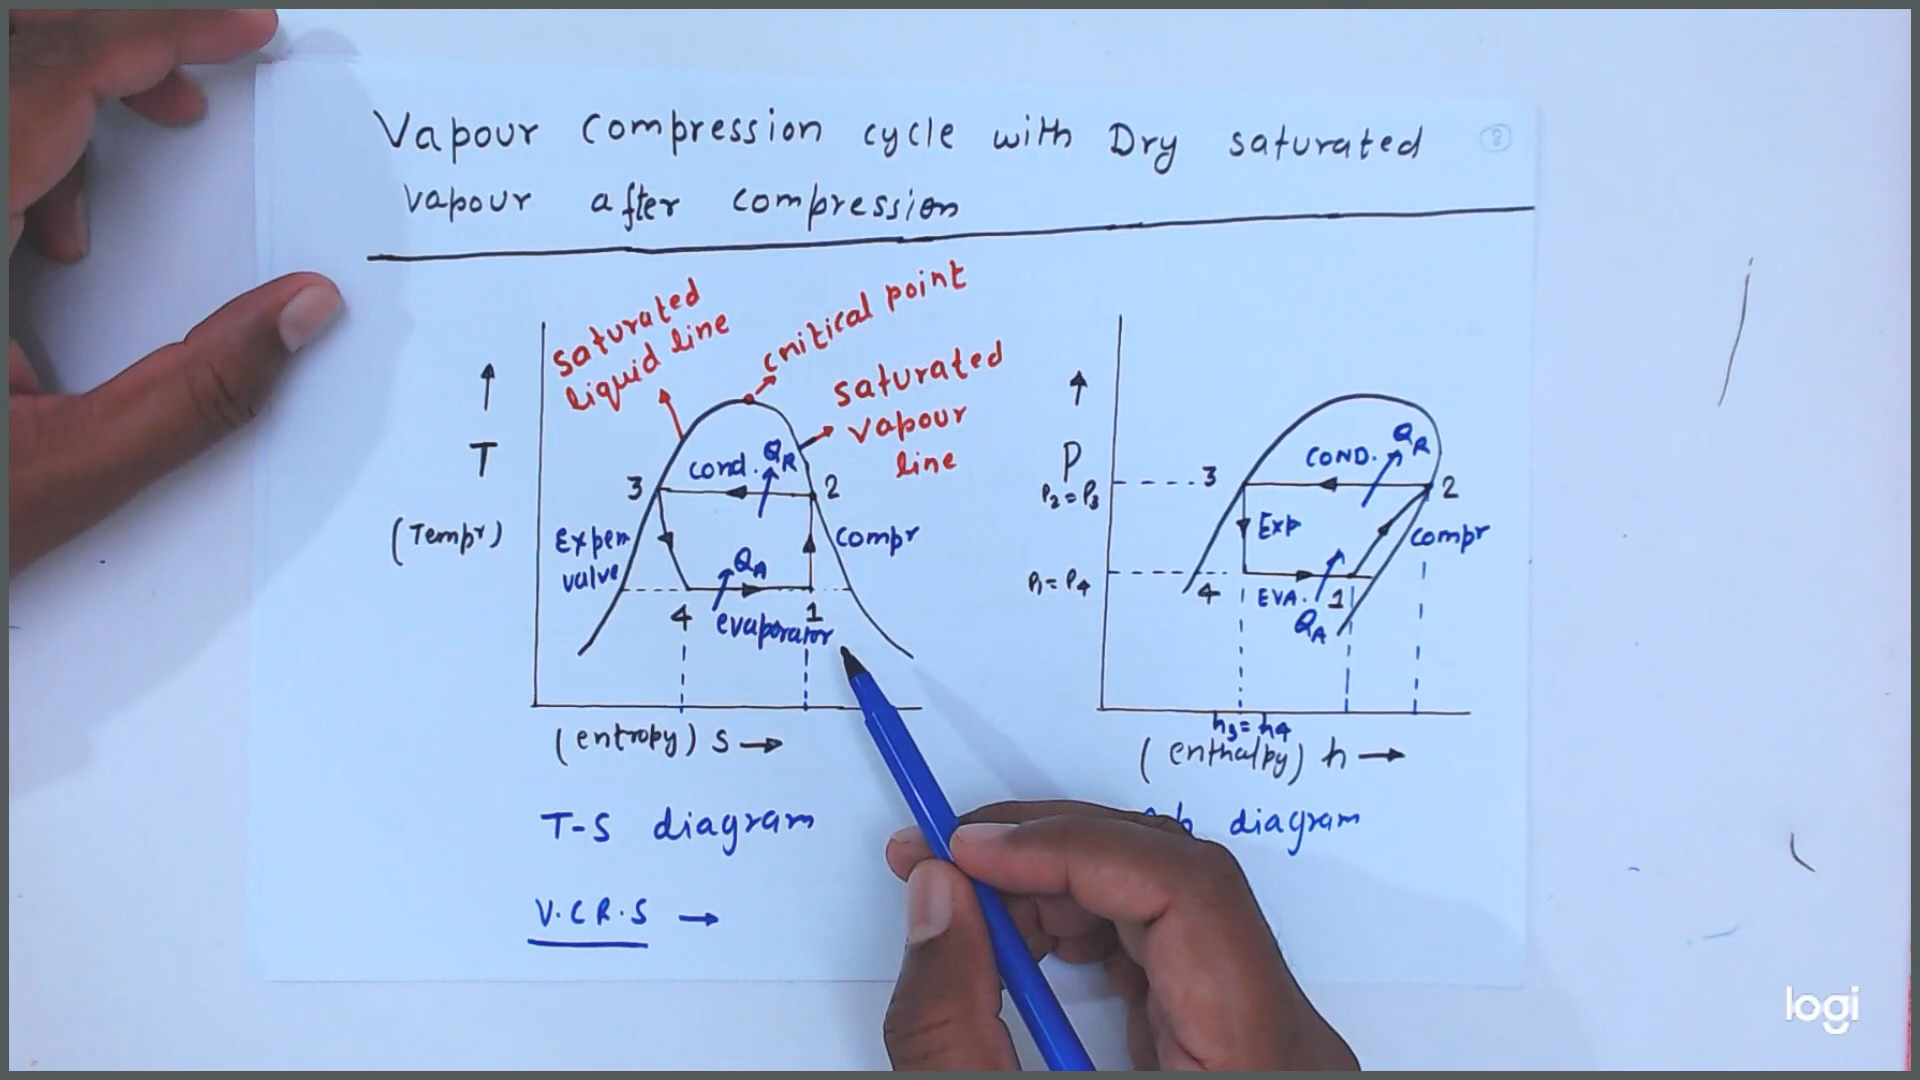 Vapour compression cycle with Dry saturated
vapour after compression
8
saturated
liquid line
critical point
saturated
vapour
line
T
(Tempr)
3
cond.
QR
2
valve
compr
QA
4
1
evaporator
(entropy) s
T-S diagram
V.C.R.S
P
P2 = P3
3
COND.
QR
2
Exp
compr
P1 = P4
4
EVA.
1
QA
h3 = h4
(enthalpy) h
diagram
logi